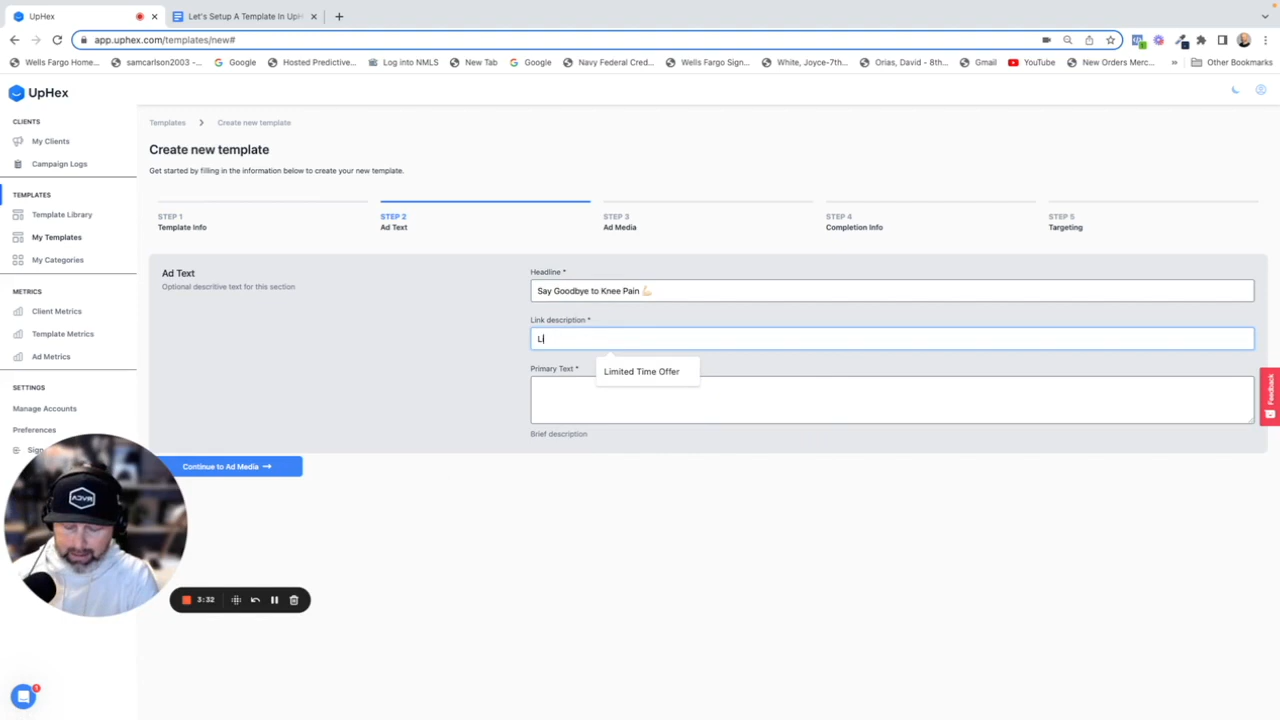 UpHex
Let's Setup A Template In UpH
app.uphex.com/templates/new#
Wells Fargo Home...
samcarlson2003 -...
Google
Hosted Predictive...
Log into NMLS
New Tab
Google
Navy Federal Cred...
Wells Fargo Sign...
White, Joyce-7th...
Orias, David - 8th...
Gmail
YouTube
New Orders Merc...
»
Other Bookmarks
UpHex
CLIENTS
My Clients
Campaign Logs
TEMPLATES
Template Library
My Templates
My Categories
METRICS
Client Metrics
Template Metrics
Ad Metrics
SETTINGS
Manage Accounts
Preferences
Sign
Templates
Create new template
Create new template
Get started by filling in the information below to create your new template.
STEP 1
Template Info
STEP 2
Ad Text
STEP 3
Ad Media
STEP 4
Completion Info
STEP 5
Targeting
Ad Text
Optional descritive text for this section
Headline *
Say Goodbye to Knee Pain 💪🏻
Link description *
Li
Limited Time Offer
Primary Text *
Brief description
Continue to Ad Media →
Feedback
ADVR
3:32
1